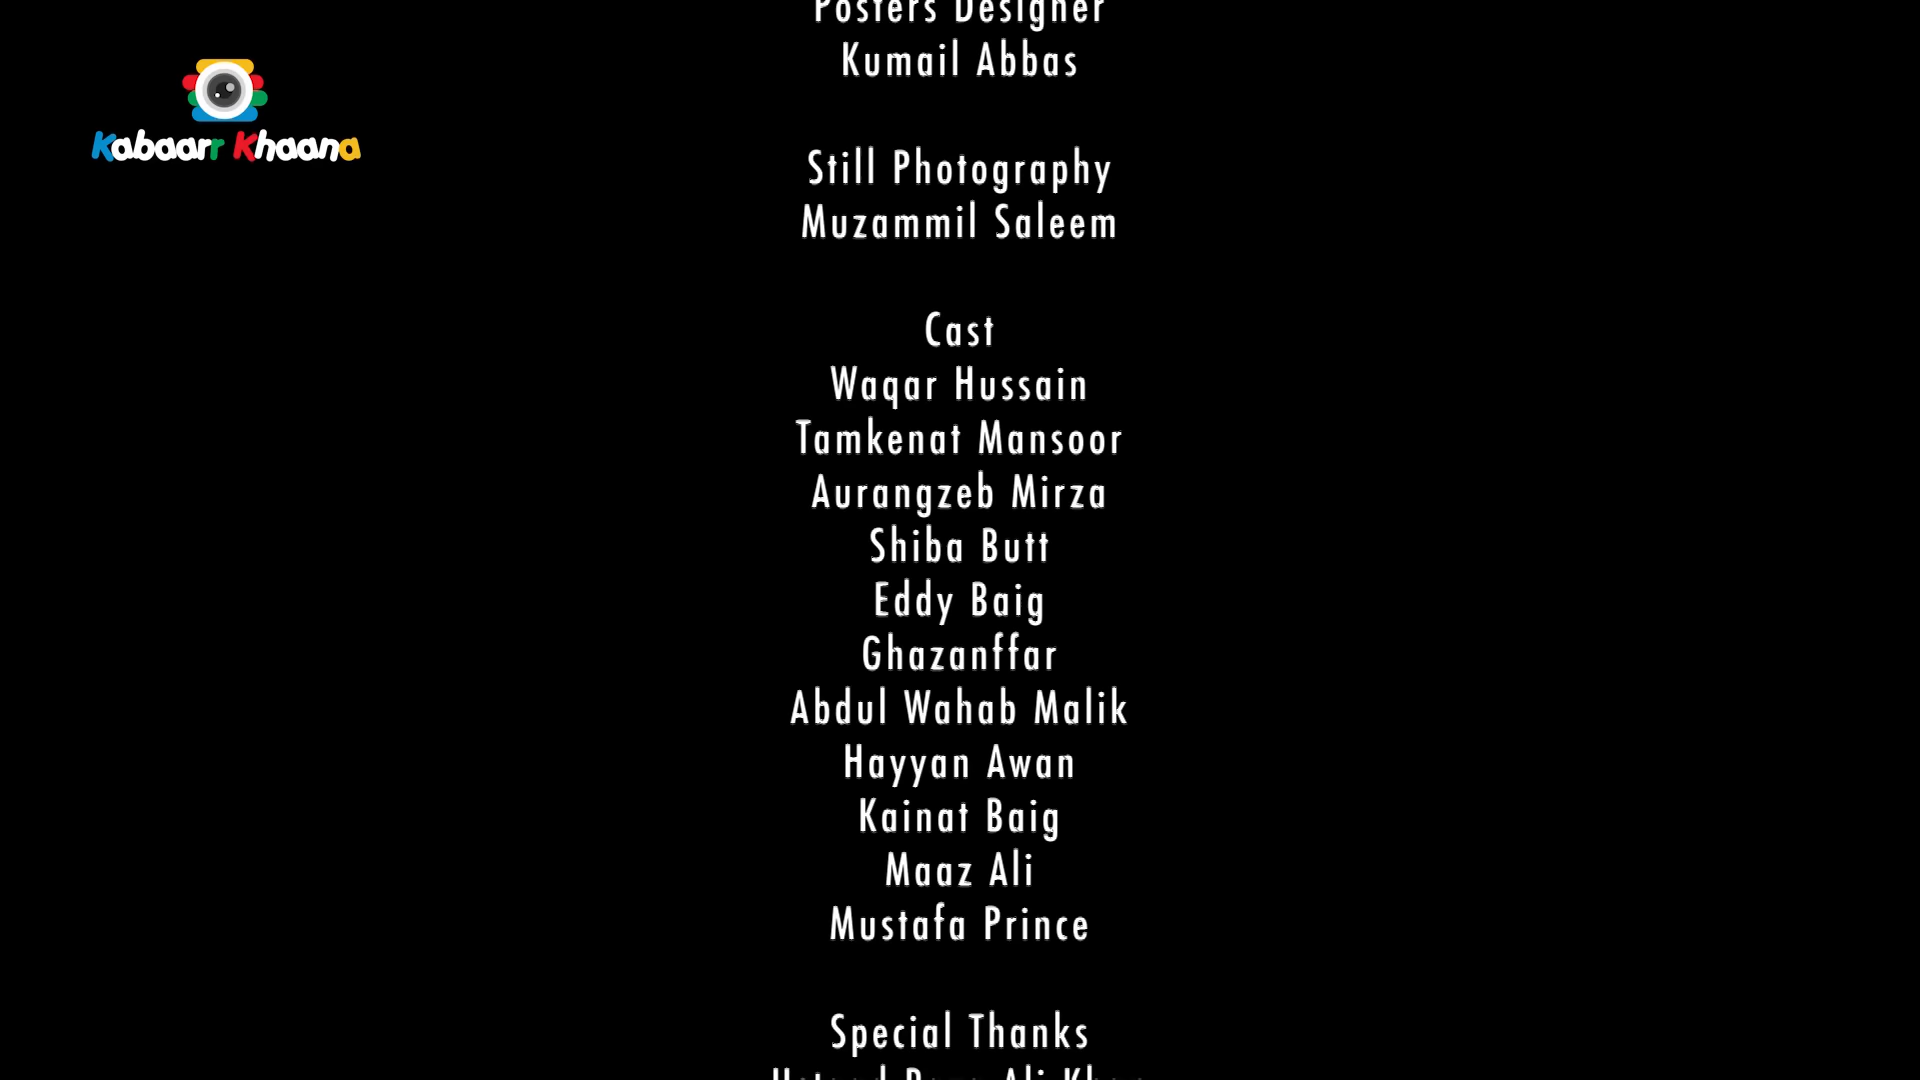 Posters Designer
Kumail Abbas
Kabaarr Khaana
Still Photography
Muzammil Saleem
Cast
Waqar Hussain
Tamkenat Mansoor
Aurangzeb Mirza
Shiba Butt
Eddy Baig
Ghazanffar
Abdul Wahab Malik
Hayyan Awan
Kainat Baig
Maaz Ali
Mustafa Prince
Special Thanks